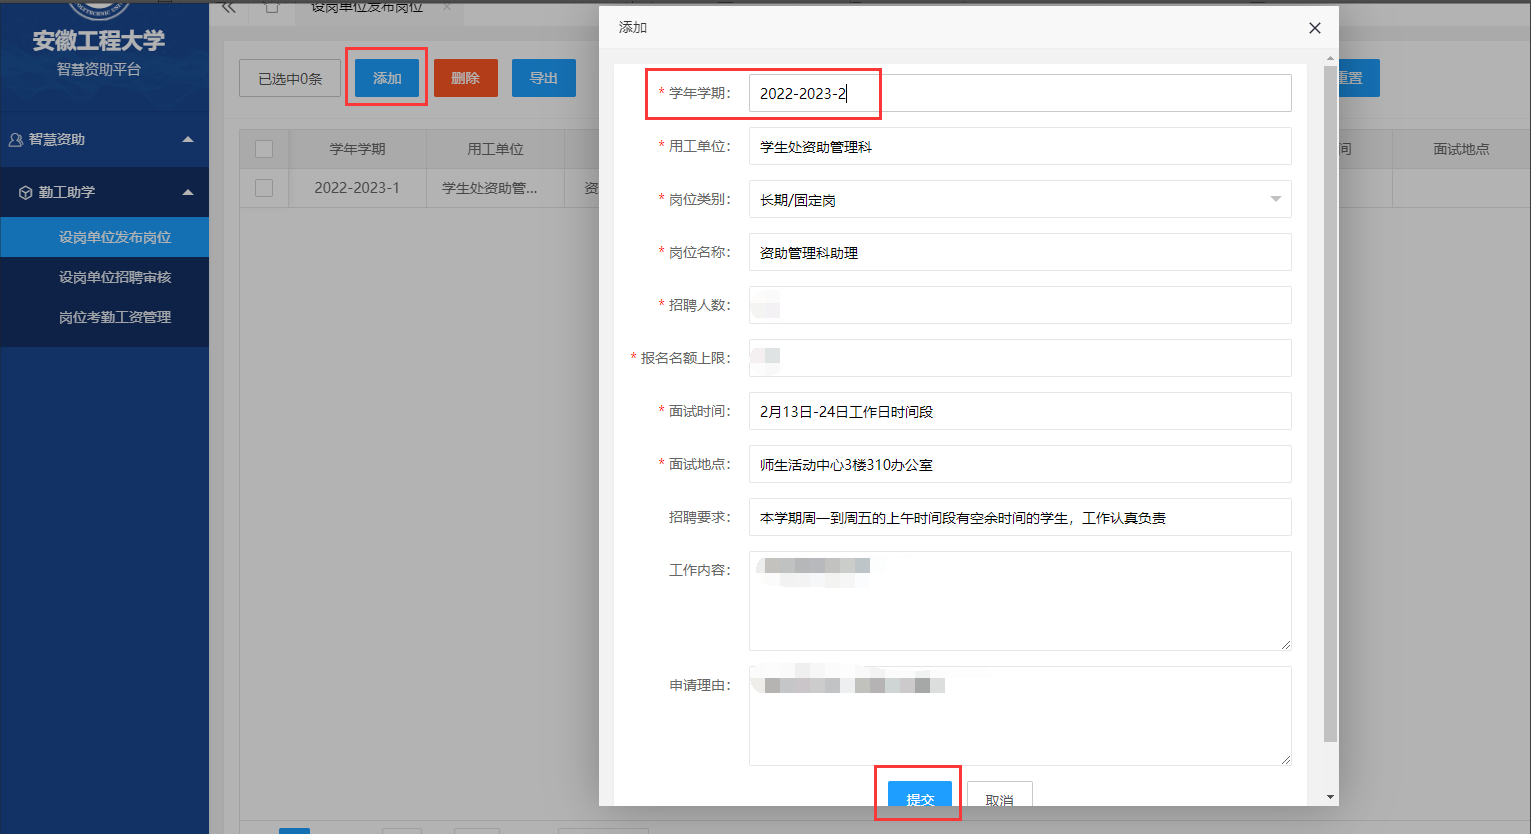 设岗单位发布岗位
安徽工程大学
智慧资助平台
智慧资助
勤工助学
设岗单位发布岗位
设岗单位招聘审核
岗位考勤工资管理
已选中0条
添加
删除
导出
重置
学年学期
用工单位
面试地点
2022-2023-1
学生处资助管...
资
添加
* 学年学期：
2022-2023-2
* 用工单位：
学生处资助管理科
* 岗位类别：
长期/固定岗
* 岗位名称：
资助管理科助理
* 招聘人数：
* 报名名额上限：
* 面试时间：
2月13日-24日工作日时间段
* 面试地点：
师生活动中心3楼310办公室
招聘要求：
本学期周一到周五的上午时间段有空余时间的学生，工作认真负责
工作内容：
申请理由：
提交
取消